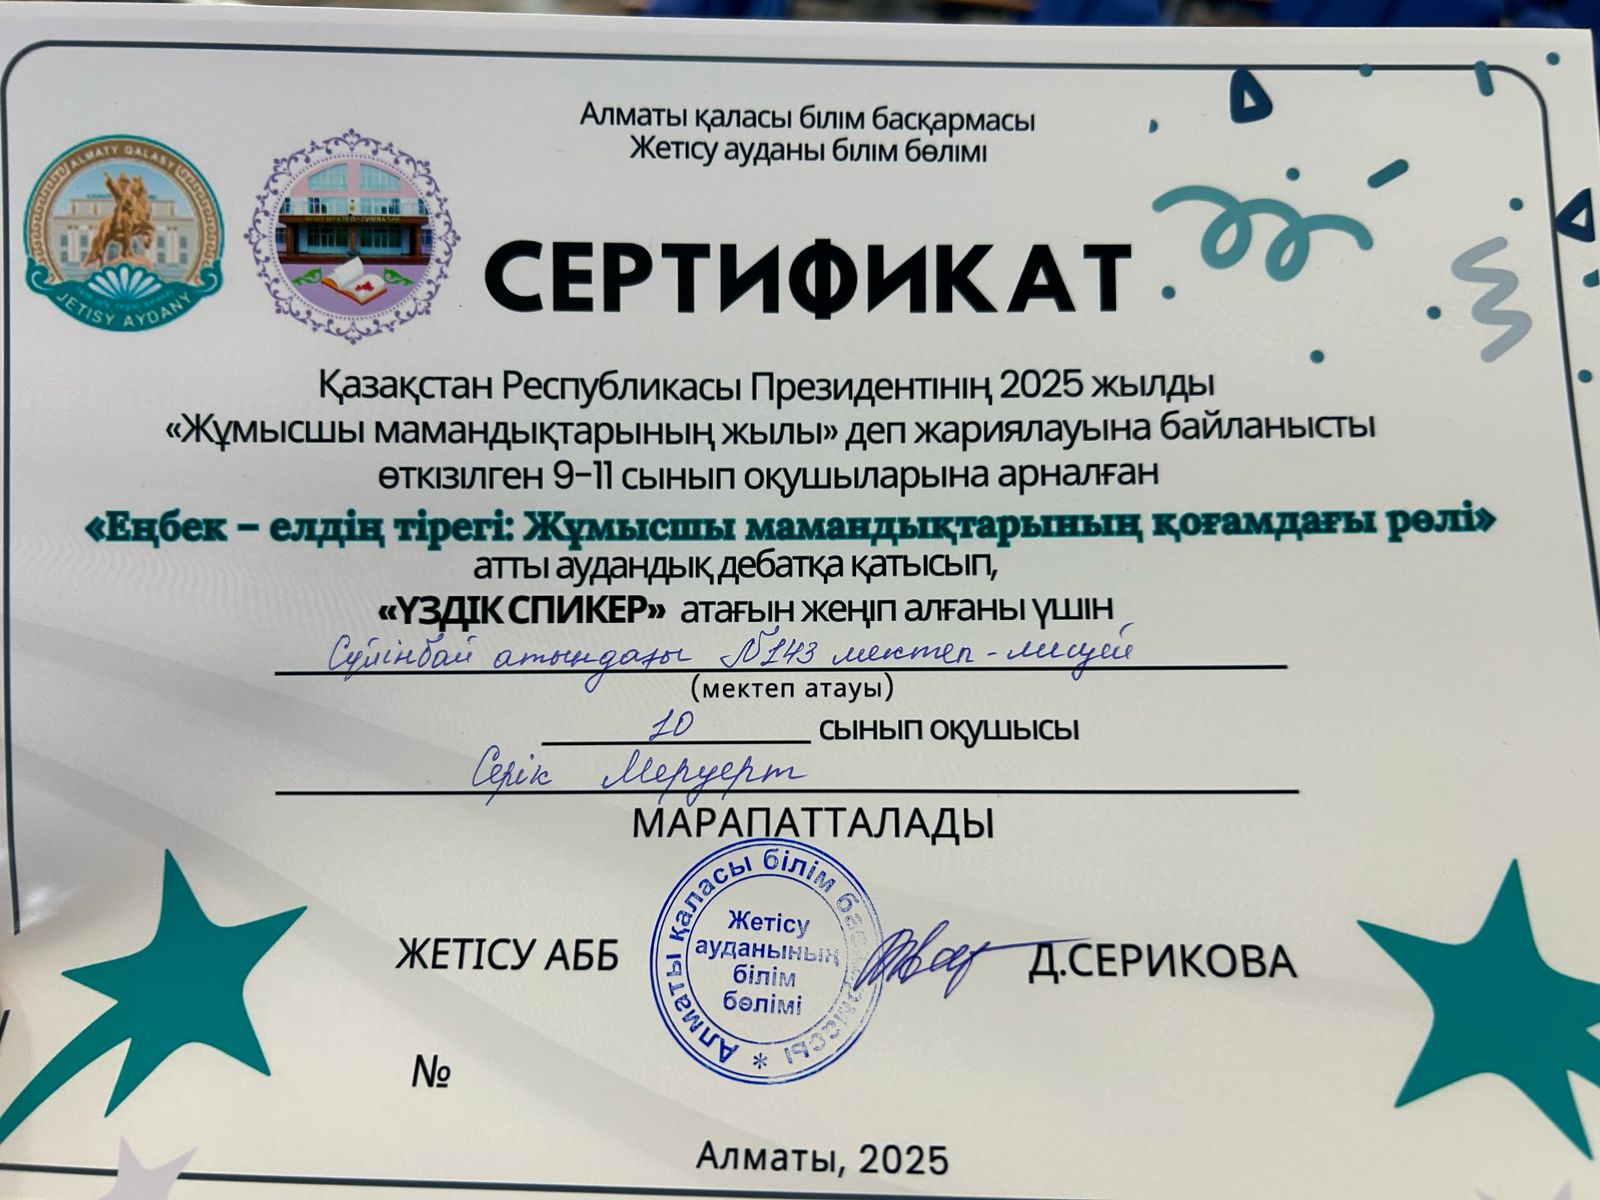 Алматы қаласы білім басқармасы
Жетісу ауданы білім бөлімі
ALMATY QALASY
JETISY AYDANY
СЕРТИФИКАТ
Қазақстан Республикасы Президентінің 2025 жылды
«Жұмысшы мамандықтарының жылы» деп жариялауына байланысты
өткізілген 9-11 сынып оқушыларына арналған
«Еңбек – елдің тірегі: Жұмысшы мамандықтарының қоғамдағы рөлі»
атты аудандық дебатқа қатысып,
«ҮЗДІК СПИКЕР» атағын жеңіп алғаны үшін
Сүйінбай атындағы №143 мектеп-лицей
(мектеп атауы)
10 сынып оқушысы
Серік Меруерт
МАРАПАТТАЛАДЫ
ЖЕТІСУ АББ
Алматы қаласы білім басқармасы *
Жетісу
ауданының
білім
бөлімі
Д.СЕРИКОВА
№
Алматы, 2025